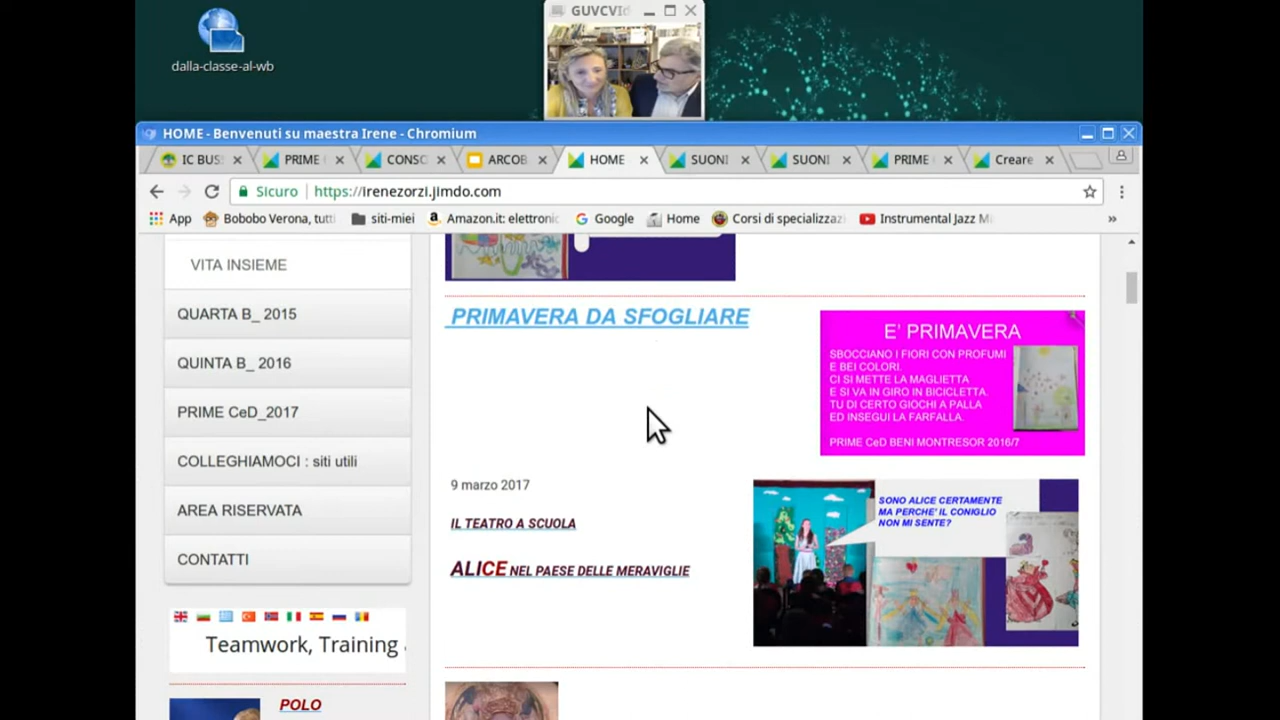 GUVCVId
dalla-classe-al-wb
HOME - Benvenuti su maestra Irene - Chromium
IC BUS
PRIME
CONSO
ARCOB
HOME
SUONI
SUONI
PRIME
Creare
Sicuro
https://irenezorzi.jimdo.com
App
Bobobo Verona, tutti
siti-miei
Amazon.it: elettronic
Google
Home
Corsi di specializzazi
Instrumental Jazz Mi
»
VITA INSIEME
QUARTA B_ 2015
QUINTA B_ 2016
PRIME CeD_2017
COLLEGHIAMOCI : siti utili
AREA RISERVATA
CONTATTI
Teamwork, Training
POLO
PRIMAVERA DA SFOGLIARE
E' PRIMAVERA
SBOCCIANO I FIORI CON PROFUMI
E BEI COLORI.
CI SI METTE LA MAGLIETTA
E SI VA IN GIRO IN BICICLETTA.
TU DI CERTO GIOCHI A PALLA
ED INSEGUI LA FARFALLA.
PRIME CeD BENI MONTRESOR 2016/7
9 marzo 2017
IL TEATRO A SCUOLA
ALICE NEL PAESE DELLE MERAVIGLIE
SONO ALICE CERTAMENTE
MA PERCHE' IL CONIGLIO
NON MI SENTE?